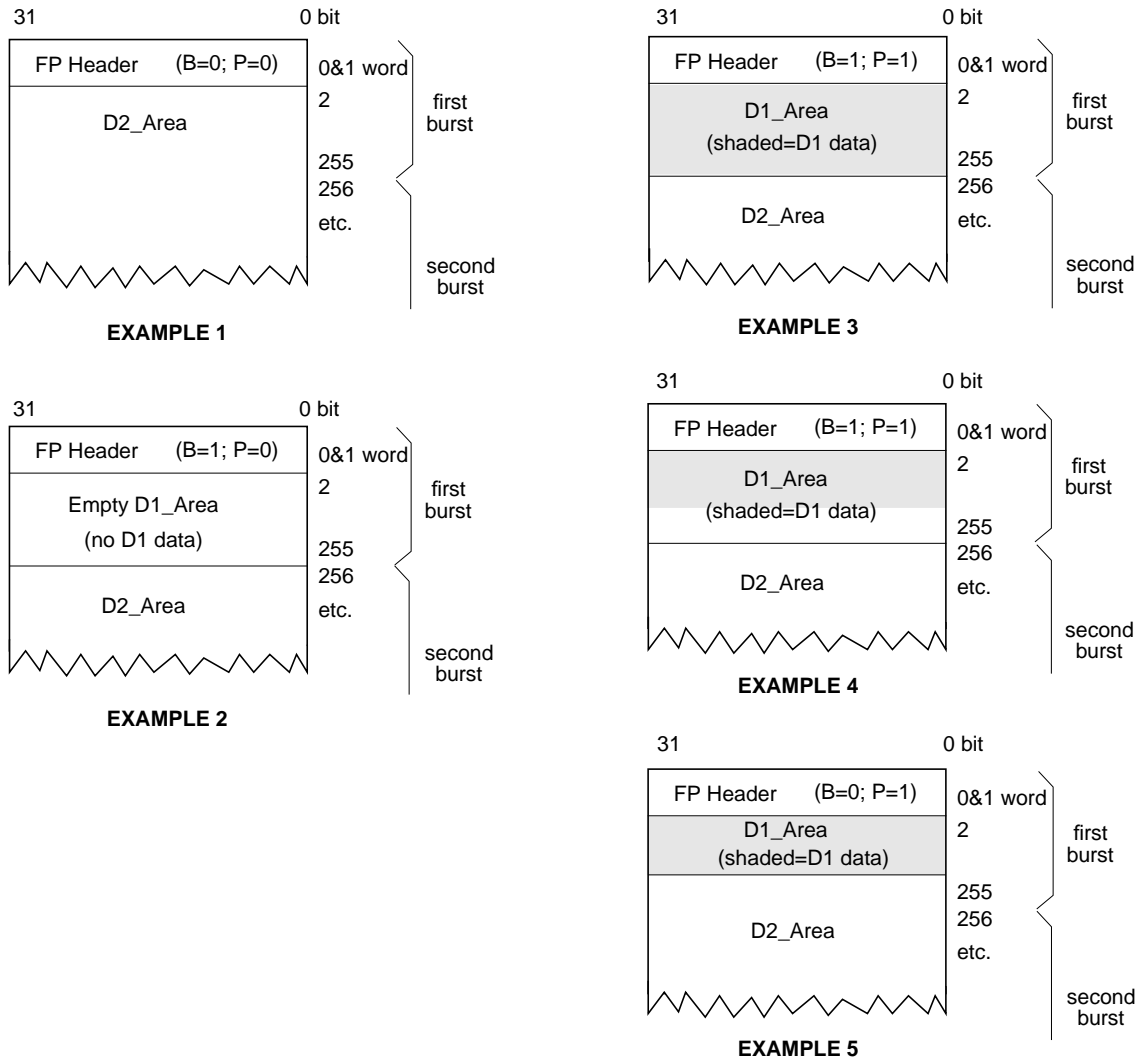 31 0 bit
FP Header (B=0; P=0)
0&1 word
2
D2_Area
first
burst
255
256
etc.
second
burst
EXAMPLE 1
31 0 bit
FP Header (B=1; P=0)
0&1 word
2
Empty D1_Area
(no D1 data)
first
burst
255
256
D2_Area
etc.
second
burst
EXAMPLE 2
31 0 bit
FP Header (B=1; P=1)
0&1 word
2
D1_Area
(shaded=D1 data)
first
burst
255
256
D2_Area
etc.
second
burst
EXAMPLE 3
31 0 bit
FP Header (B=1; P=1)
0&1 word
2
D1_Area
(shaded=D1 data)
first
burst
255
256
D2_Area
etc.
second
burst
EXAMPLE 4
31 0 bit
FP Header (B=0; P=1)
0&1 word
2
D1_Area
(shaded=D1 data)
first
burst
255
256
D2_Area
etc.
second
burst
EXAMPLE 5